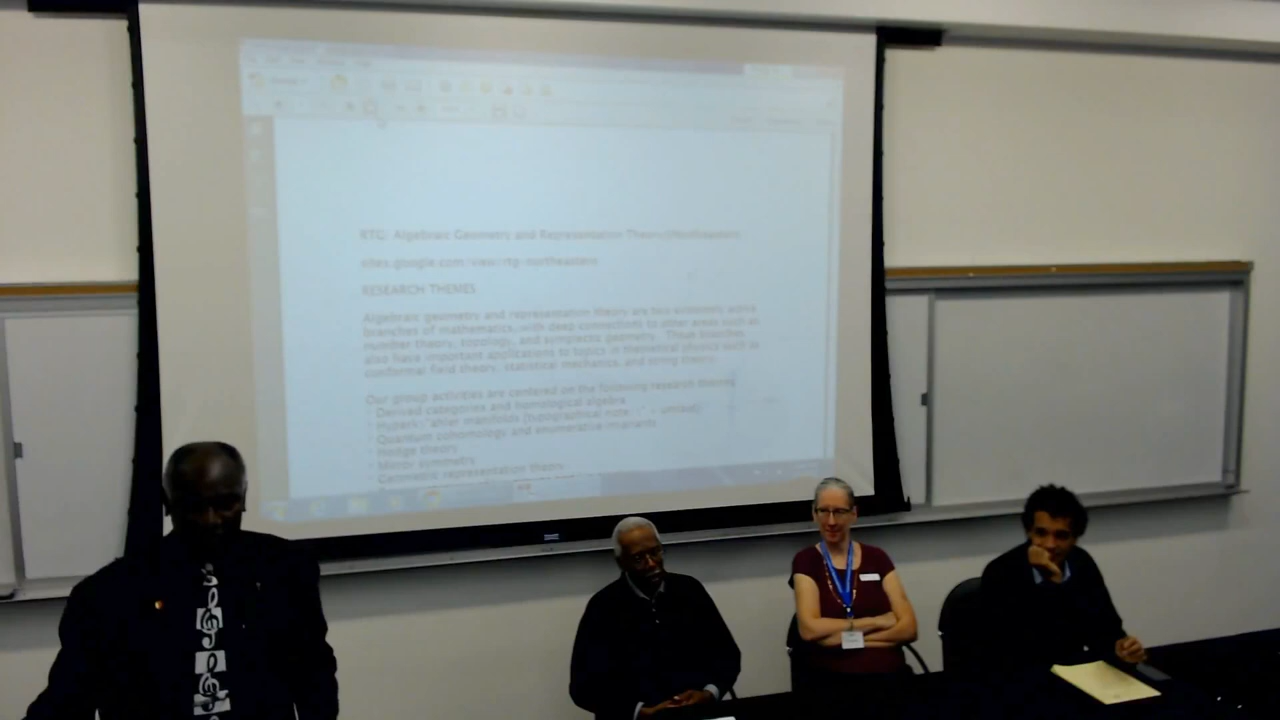 RTG: Algebraic Geometry and Representation Theory @Northeastern
sites.google.com/view/rtg-northeastern
RESEARCH THEMES
Algebraic geometry and representation theory are two extremely active
branches of mathematics, with deep connections to other areas such as
number theory, topology, and symplectic geometry. These branches
also have important applications to topics in theoretical physics such as
conformal field theory, statistical mechanics, and string theory.
Our group activities are centered on the following research themes
Derived categories and homological algebra
manifolds (typographical note: = umlaut)
Quantum cohomology and enumerative invariants
Hodge theory
Mirror symmetry
Geometric representation theory